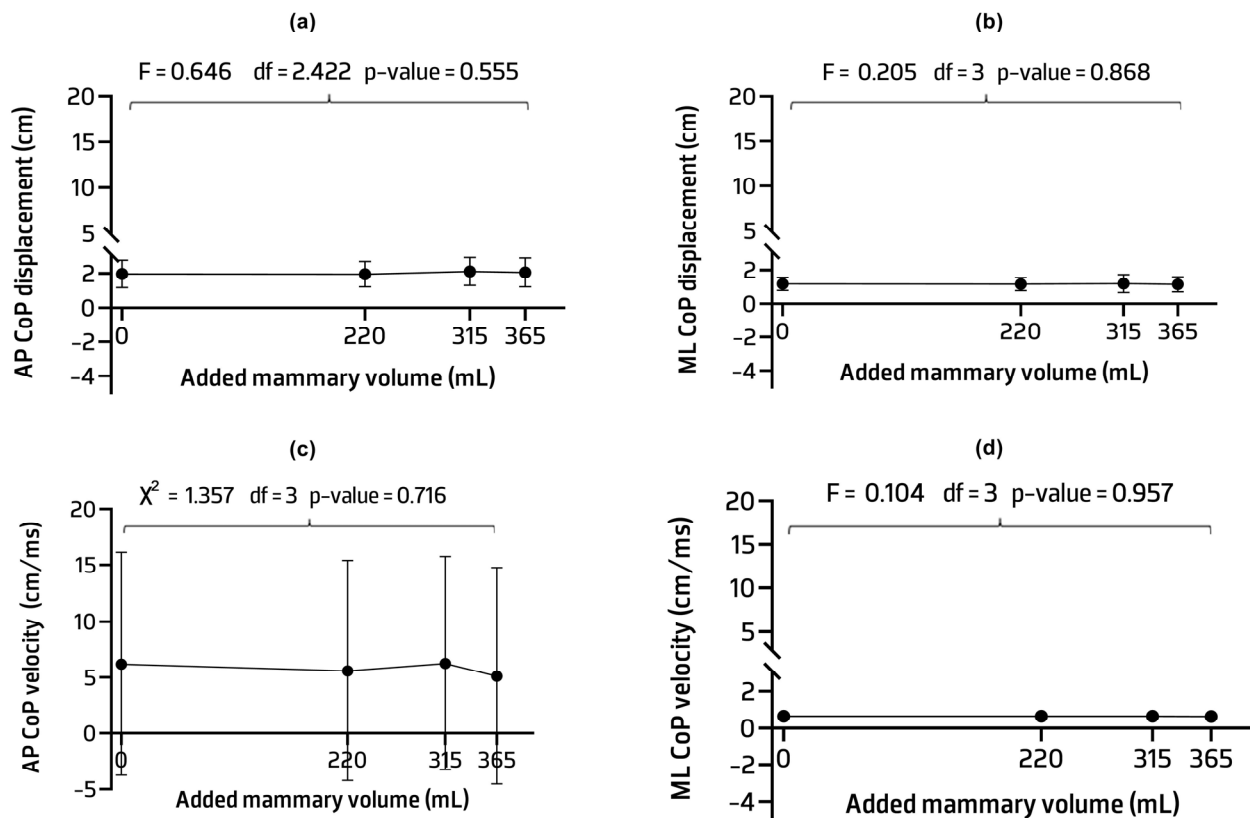 (a)
F = 0.646 df = 2.422 p-value = 0.555
AP CoP displacement (cm)
20
15
10
5
2
0
−2
−4
0 220 315 365
Added mammary volume (mL)
(b)
F = 0.205 df = 3 p-value = 0.868
ML CoP displacement (cm)
20
15
10
5
2
0
−2
−4
0 220 315 365
Added mammary volume (mL)
(c)
X² = 1.357 df = 3 p-value = 0.716
AP CoP velocity (cm/ms)
20
15
10
5
0
−5
0 220 315 365
Added mammary volume (mL)
(d)
F = 0.104 df = 3 p-value = 0.957
ML CoP velocity (cm/ms)
20
15
10
5
2
0
−2
−4
0 220 315 365
Added mammary volume (mL)